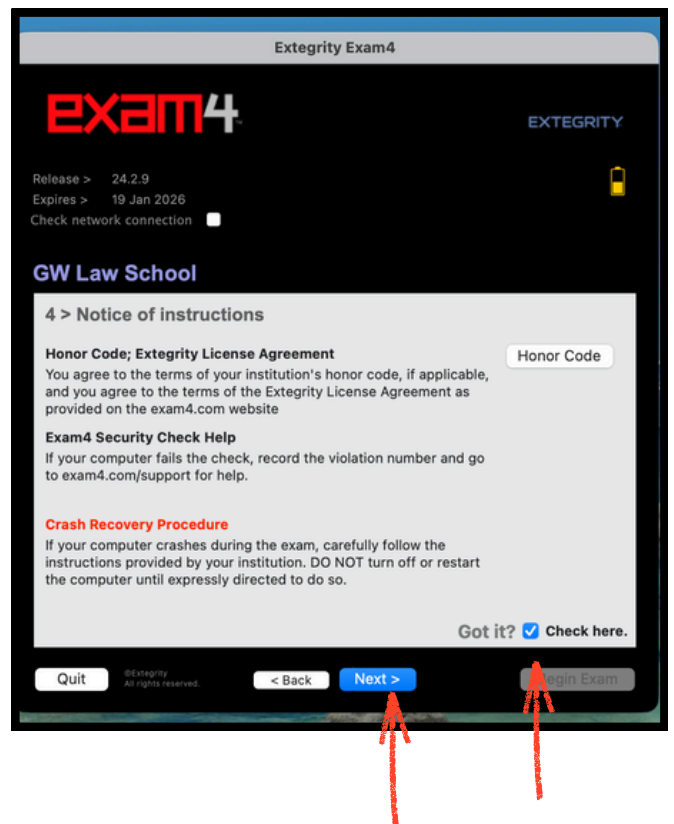 Extegrity Exam4
exam4™
EXTEGRITY
Release > 24.2.9
Expires > 19 Jan 2026
Check network connection
GW Law School
4 > Notice of instructions
Honor Code; Extegrity License Agreement
Honor Code
You agree to the terms of your institution's honor code, if applicable,
and you agree to the terms of the Extegrity License Agreement as
provided on the exam4.com website
Exam4 Security Check Help
If your computer fails the check, record the violation number and go
to exam4.com/support for help.
Crash Recovery Procedure
If your computer crashes during the exam, carefully follow the
instructions provided by your institution. DO NOT turn off or restart
the computer until expressly directed to do so.
Got it? Check here.
Quit
©Extegrity
All rights reserved.
< Back
Next >
Begin Exam